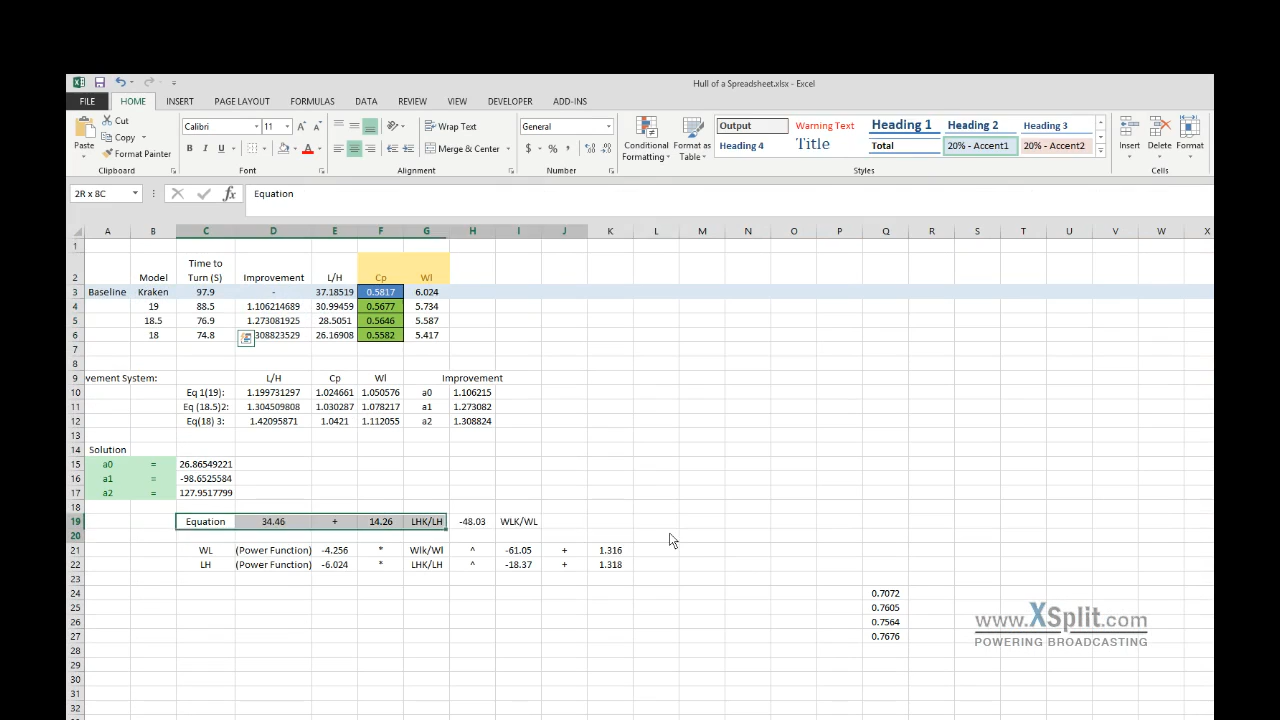 Hull of a Spreadsheet.xlsx - Excel
FILE HOME INSERT PAGE LAYOUT FORMULAS DATA REVIEW VIEW DEVELOPER ADD-INS
Cut
Copy
Format Painter
Paste
Clipboard
Calibri 11 A A
B I U A
Font
Wrap Text
Merge & Center
Alignment
General
$ % ,
Number
Conditional Formatting
Format as Table
Output Warning Text Heading 1 Heading 2 Heading 3
Heading 4 Title Total 20% - Accent1 20% - Accent2
Styles
Insert Delete Format
Cells
2R x 8C fx Equation
A B C D E F G H I J K L M N O P Q R S T U V W X
1
2 Model Time to Turn (S) Improvement L/H Cp Wl
3 Baseline Kraken 97.9 - 37.18519 0.5817 6.024
4 19 88.5 1.106214689 30.99459 0.5677 5.734
5 18.5 76.9 1.273081925 28.5051 0.5646 5.587
6 18 74.8 308823529 26.16908 0.5582 5.417
7
8
9 vement System: L/H Cp Wl Improvement
10 Eq 1(19): 1.199731297 1.024661 1.050576 a0 1.106215
11 Eq (18.5)2: 1.304509808 1.030287 1.078217 a1 1.273082
12 Eq(18) 3: 1.42095871 1.0421 1.112055 a2 1.308824
13
14 Solution
15 a0 = 26.86549221
16 a1 = -98.6525584
17 a2 = 127.9517799
18
19 Equation 34.46 + 14.26 LHK/LH -48.03 WLK/WL
20
21 WL (Power Function) -4.256 * Wlk/Wl ^ -61.05 + 1.316
22 LH (Power Function) -6.024 * LHK/LH ^ -18.37 + 1.318
23
24 0.7072
25 0.7605
26 0.7564
27 0.7676
28
29
30
31
32
www.XSplit.com
POWERING BROADCASTING